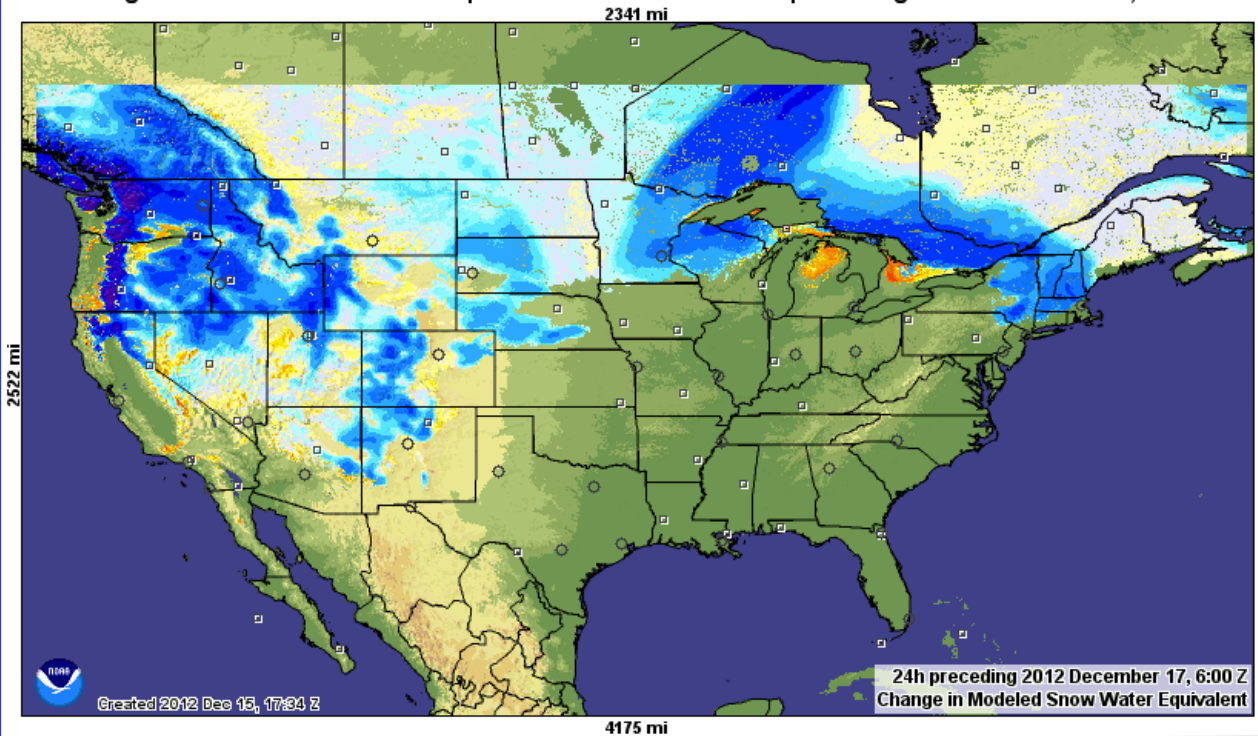 2341 mi
2522 mi
NOAA
Created 2012 Dec 15, 17:34 Z
24h preceding 2012 December 17, 6:00 Z
Change in Modeled Snow Water Equivalent
4175 mi